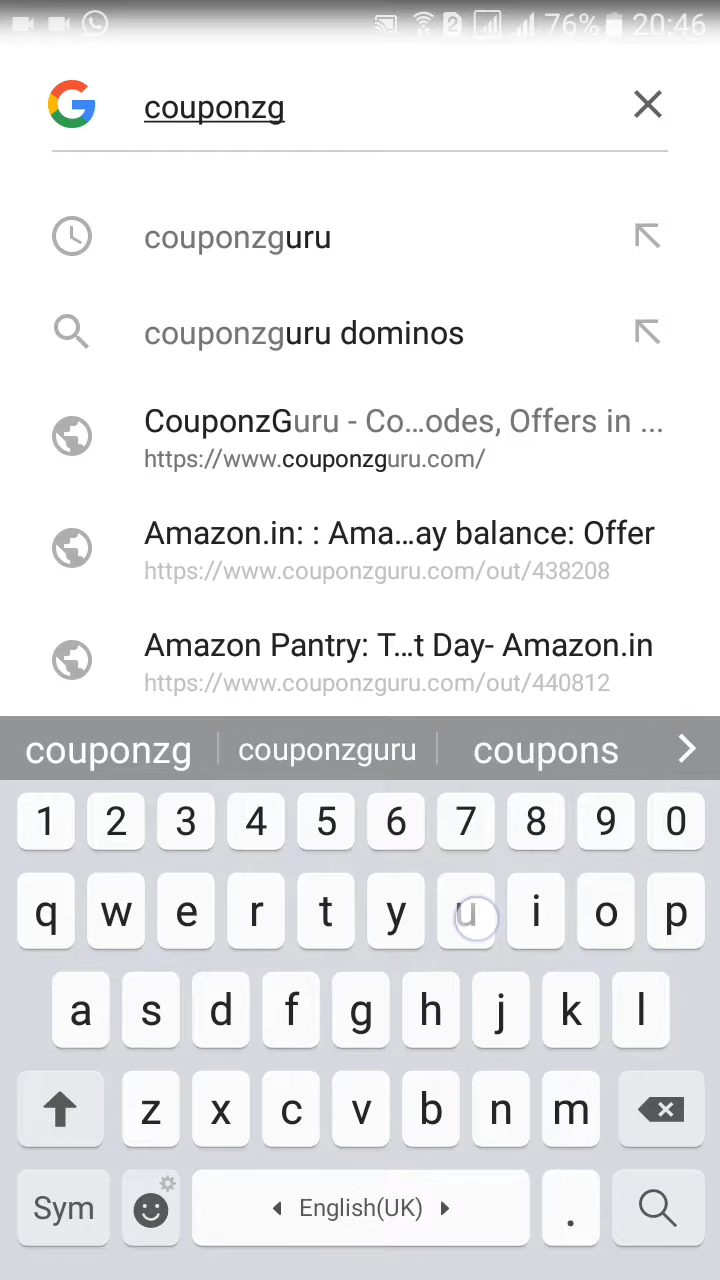 2 76% 20:46
couponzg
couponzguru
couponzguru dominos
CouponzGuru - Co...odes, Offers in ...
https://www.couponzguru.com/
Amazon.in: : Ama...ay balance: Offer
https://www.couponzguru.com/out/438208
Amazon Pantry: T...t Day- Amazon.in
https://www.couponzguru.com/out/440812
couponzg couponzguru coupons
1 2 3 4 5 6 7 8 9 0
q w e r t y u i o p
a s d f g h j k l
z x c v b n m
Sym English(UK) .